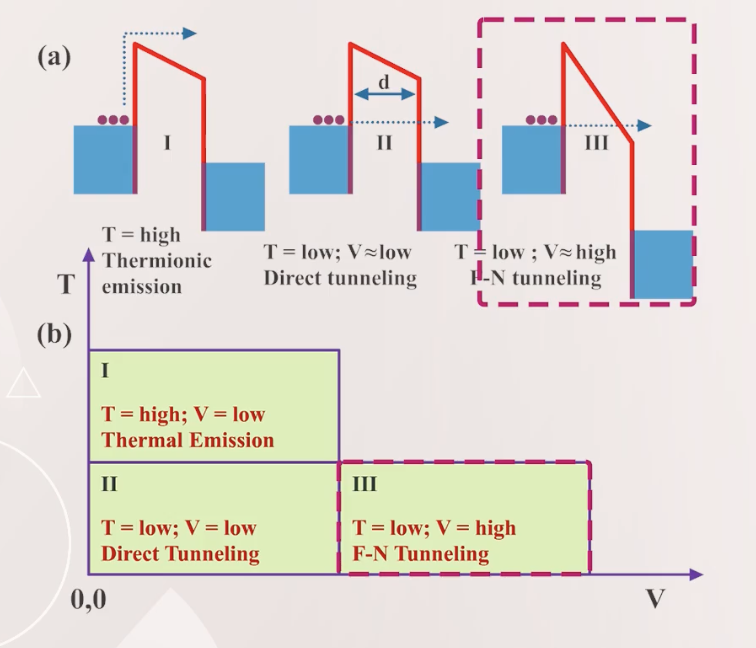 (a)
I
d
II
III
T = high
Thermionic
emission
T = low; V≈low
Direct tunneling
T = low ; V≈ high
F-N tunneling
T
(b)
I
T = high; V = low
Thermal Emission
II
T = low; V = low
Direct Tunneling
III
T = low; V = high
F-N Tunneling
0,0
V